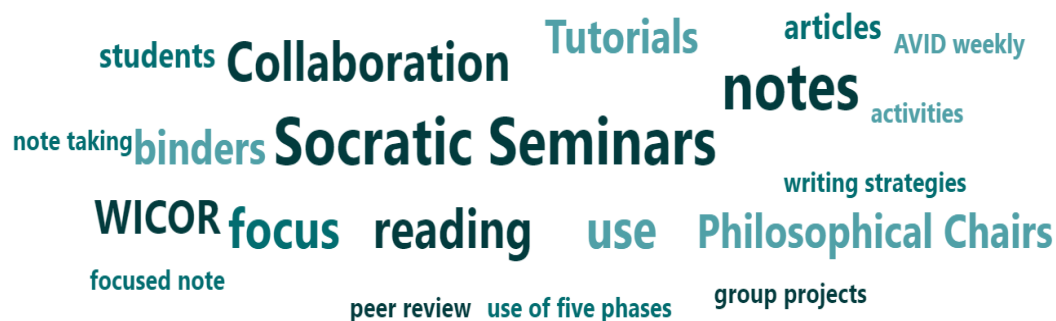 Tutorials
articles
AVID weekly
students
Collaboration
notes
activities
note taking
binders
Socratic Seminars
writing strategies
WICOR
focus
reading
use
Philosophical Chairs
focused note
group projects
peer review
use of five phases